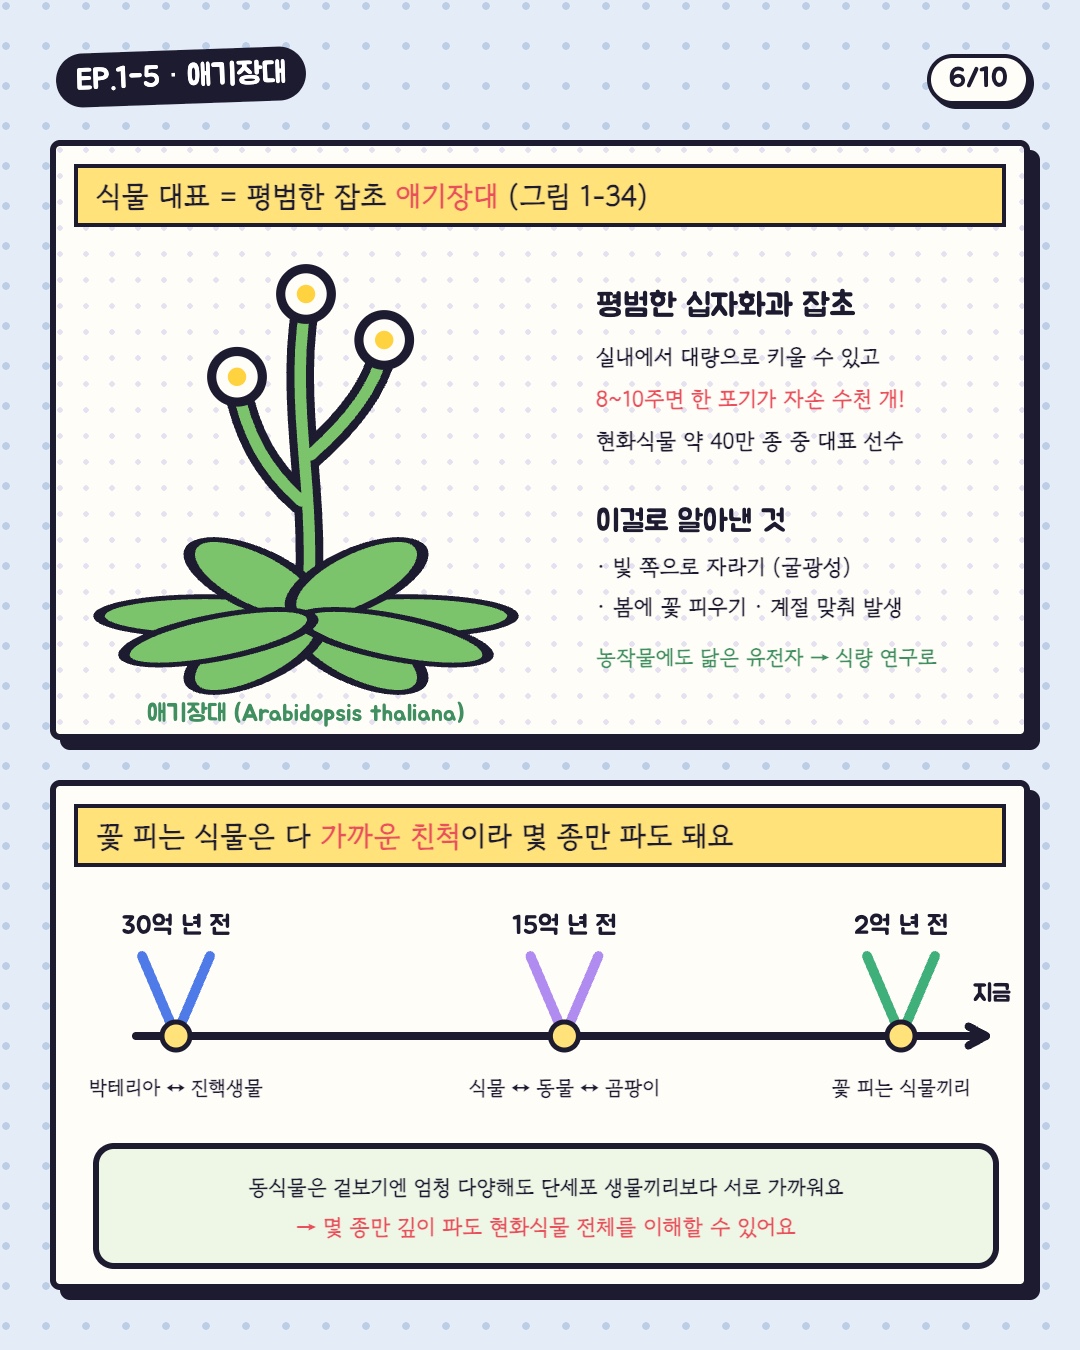 EP.1-5 · 애기장대
6/10
식물 대표 = 평범한 잡초 애기장대 (그림 1-34)
평범한 십자화과 잡초
실내에서 대량으로 키울 수 있고
8~10주면 한 포기가 자손 수천 개!
현화식물 약 40만 종 중 대표 선수
이걸로 알아낸 것
· 빛 쪽으로 자라기 (굴광성)
· 봄에 꽃 피우기 · 계절 맞춰 발생
농작물에도 닮은 유전자 → 식량 연구로
애기장대 (Arabidopsis thaliana)
꽃 피는 식물은 다 가까운 친척이라 몇 종만 파도 돼요
30억 년 전
15억 년 전
2억 년 전
지금
박테리아 ↔ 진핵생물
식물 ↔ 동물 ↔ 곰팡이
꽃 피는 식물끼리
동식물은 겉보기엔 엄청 다양해도 단세포 생물끼리보다 서로 가까워요
→ 몇 종만 깊이 파도 현화식물 전체를 이해할 수 있어요